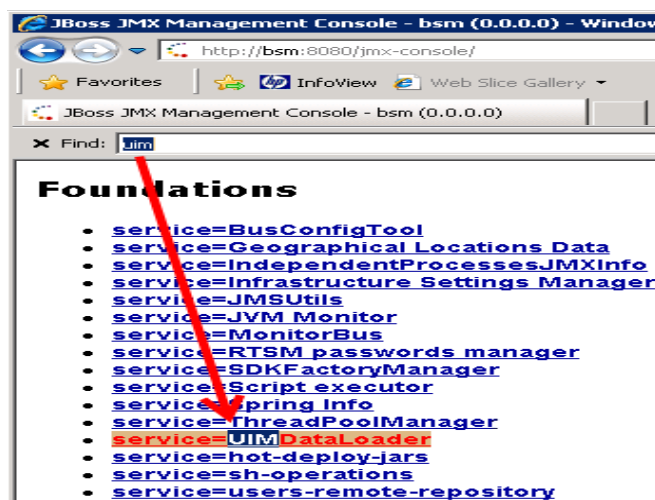 JBoss JMX Management Console - bsm (0.0.0.0) - Window
http://bsm:8080/jmx-console/
Favorites InfoView Web Slice Gallery
JBoss JMX Management Console - bsm (0.0.0.0)
Find: uim
Foundations
service=BusConfigTool
service=Geographical Locations Data
service=IndependentProcessesJMXInfo
service=Infrastructure Settings Manager
service=JMSUtils
service=JVM Monitor
service=MonitorBus
service=RTSM passwords manager
service=SDKFactoryManager
service=Script executor
service=Spring Info
service=ThreadPoolManager
service=UIMDataLoader
service=hot-deploy-jars
service=sh-operations
service=users-remote-repository